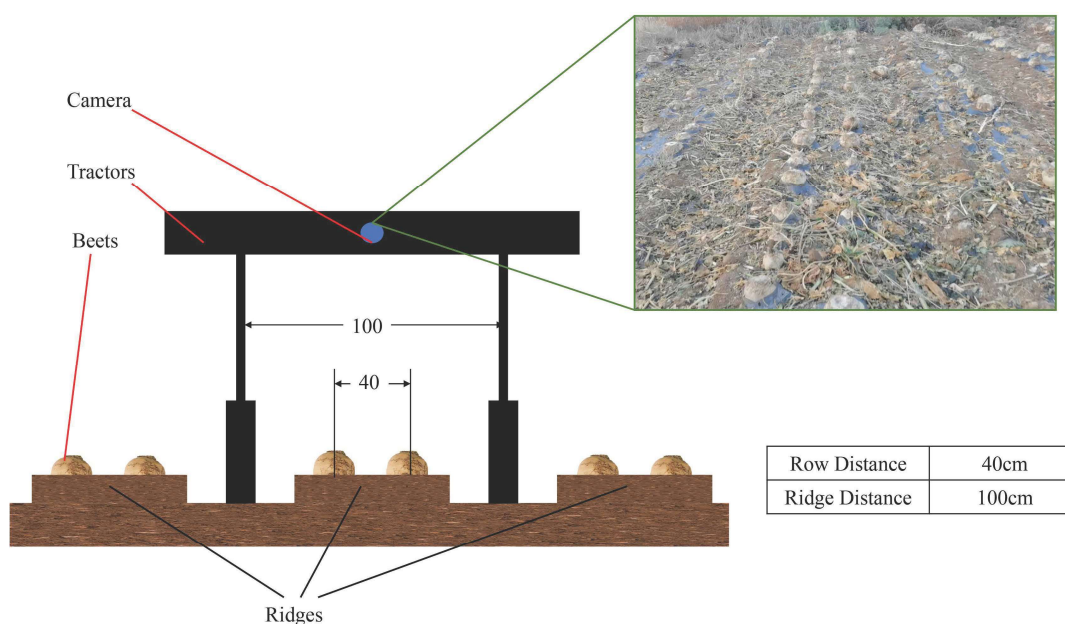 Camera
Tractors
Beets
100
40
Row Distance 40cm
Ridge Distance 100cm
Ridges